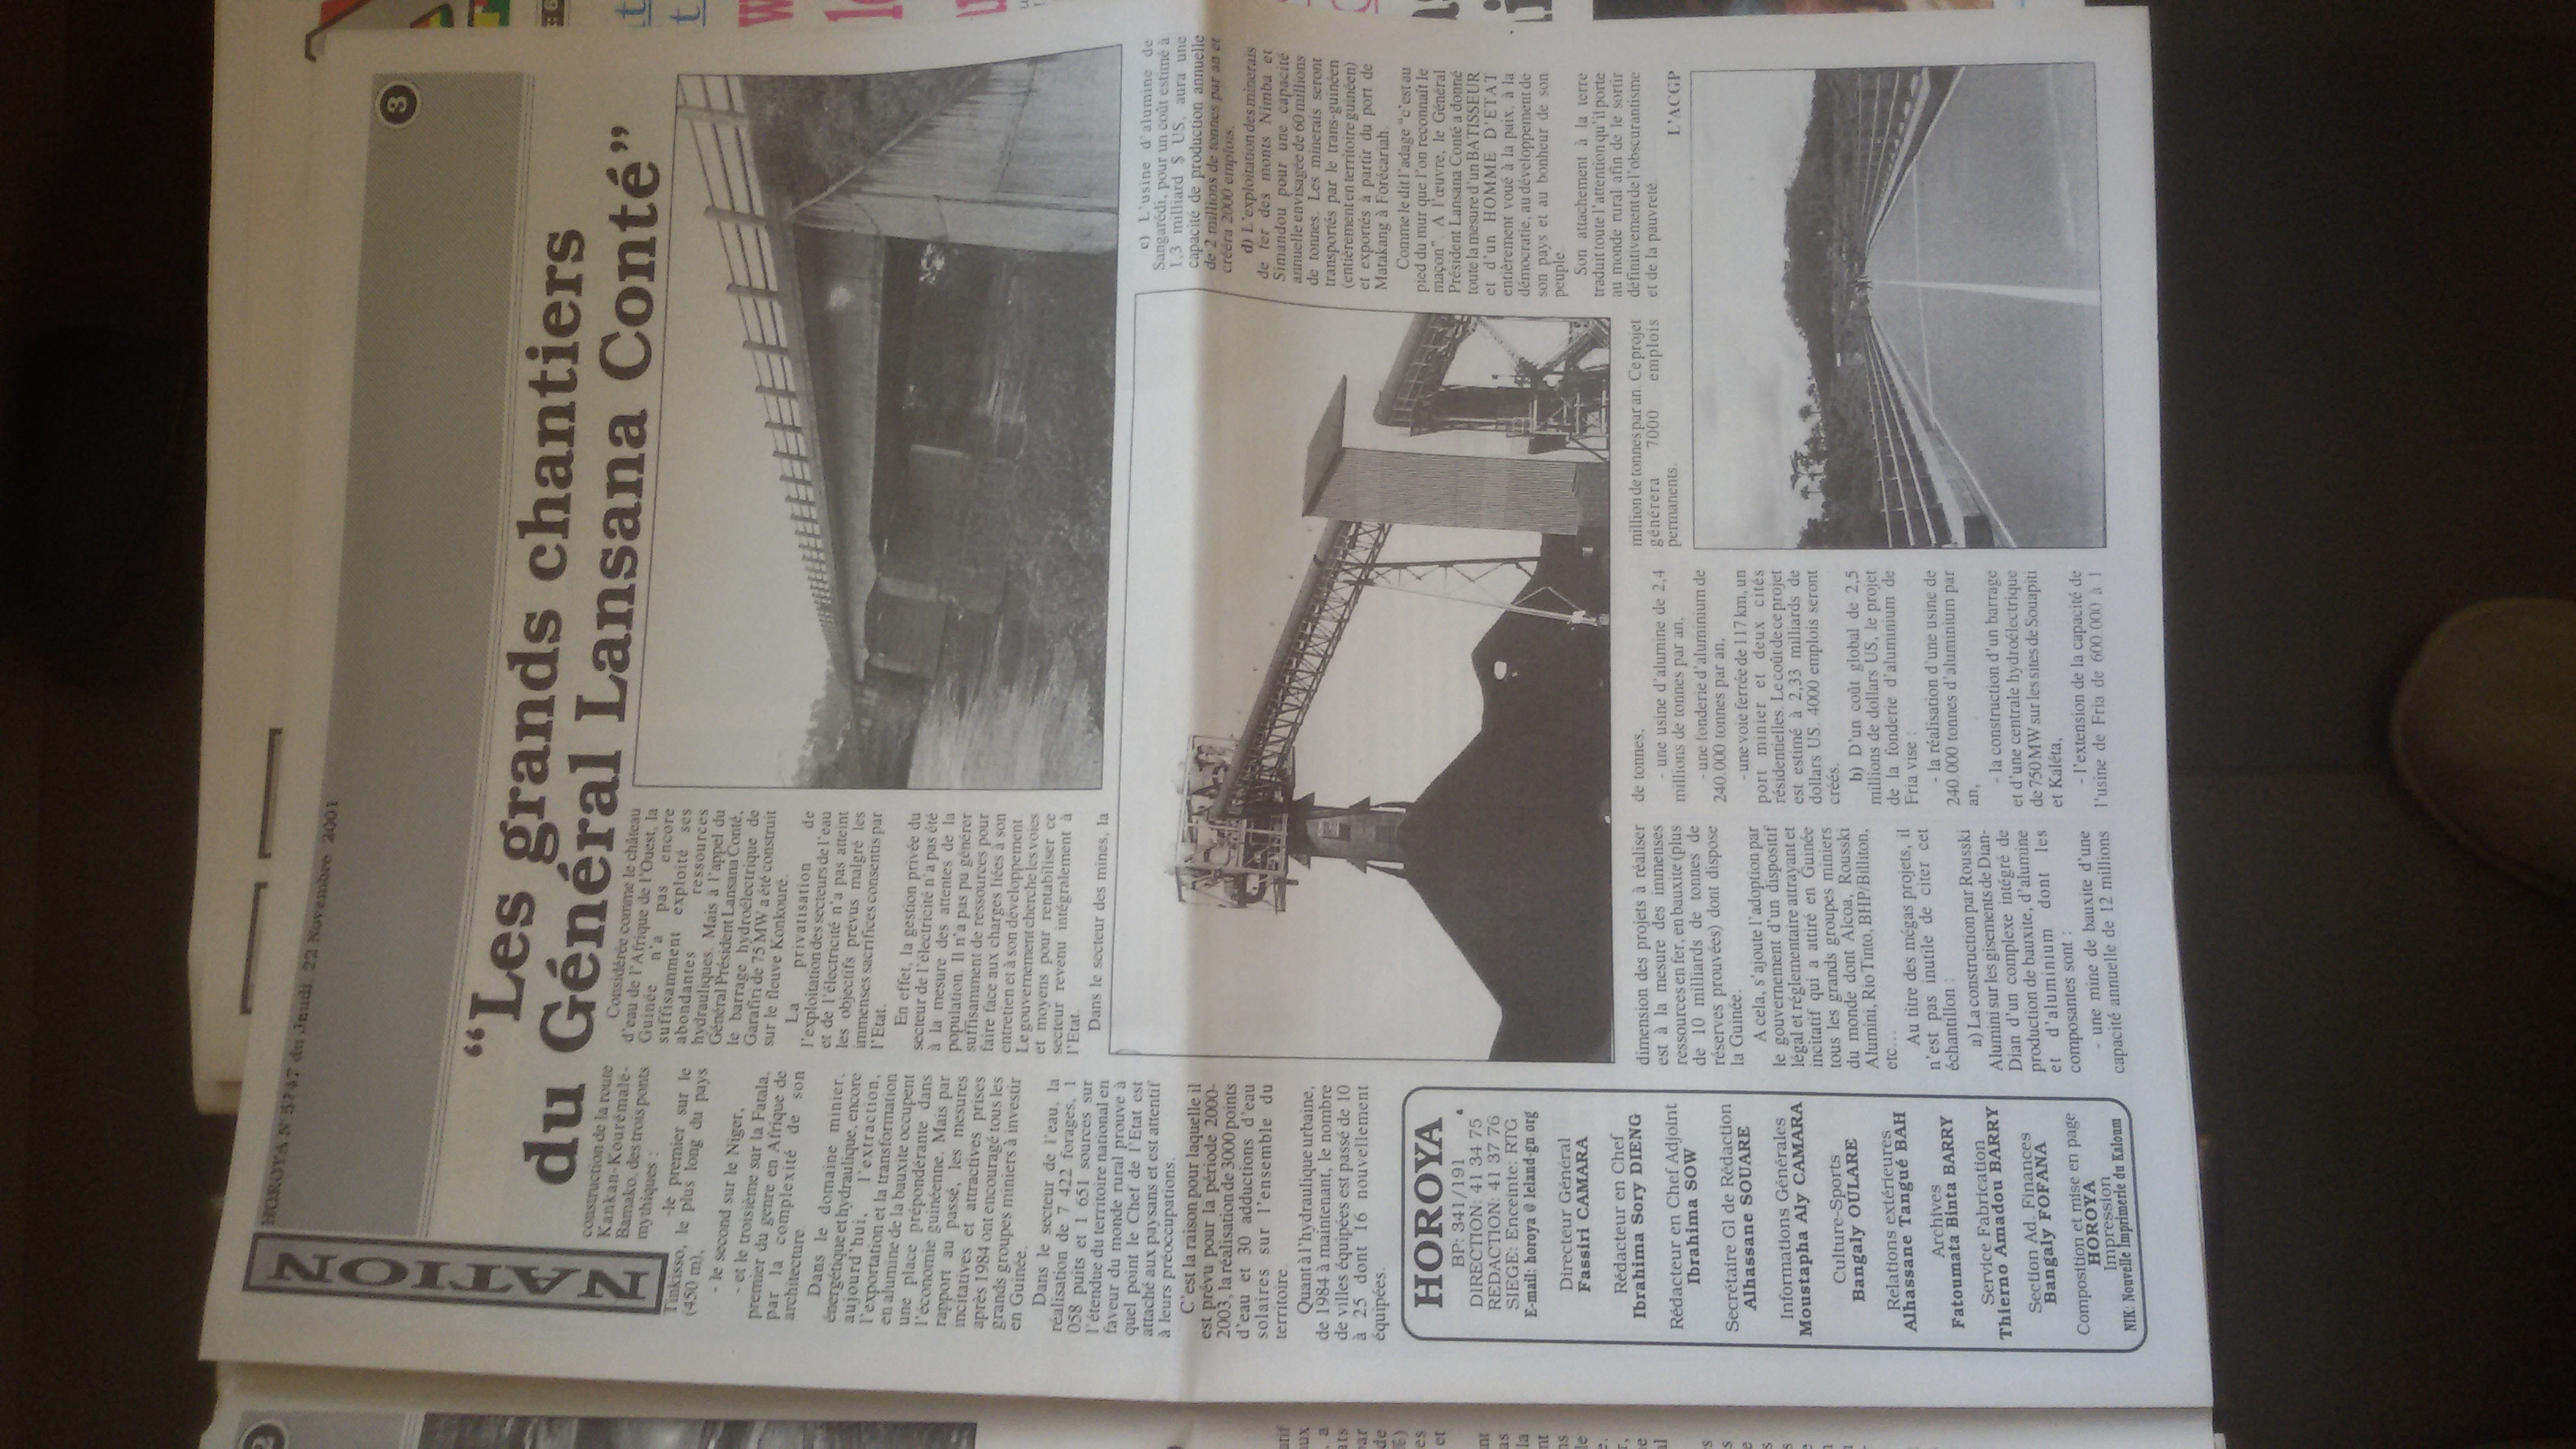 HOROYA N° 5747 du Jeudi 22 Novembre 2001
3
NATION
“Les grands chantiers
du Général Lansana Conté”
construction de la route
Kankan-Kourémalé-
Bamako, des trois ponts
mythiques :
-le premier sur le
Tinkisso, le plus long du pays
(450 m),
- le second sur le Niger,
- et le troisième sur la Fatala,
premier du genre en Afrique de
par la complexité de son
architecture.
Dans le domaine minier,
énergétique et hydraulique, encore
aujourd'hui, l'extraction,
l'exportation et la transformation
en alumine de la bauxite occupent
une place prépondérante dans
l'économie guinéenne. Mais par
rapport au passé, les mesures
incitatives et attractives prises
après 1984 ont encouragé tous les
grands groupes miniers à investir
en Guinée.
Dans le secteur de l'eau, la
réalisation de 7 422 forages, 1
058 puits et 1 651 sources sur
l'étendue du territoire national en
faveur du monde rural prouve à
quel point le Chef de l'Etat est
attaché aux paysans et est attentif
à leurs préoccupations.
C'est la raison pour laquelle il
est prévu pour la période 2000-
2003, la réalisation de 3000 points
d'eau et 30 adductions d'eau
solaires sur l'ensemble du
territoire.
Quant à l'hydraulique urbaine,
de 1984 à maintenant, le nombre
de villes équipées est passé de 10
à 25 dont 16 nouvellement
équipées.
Considérée comme le château
d'eau de l'Afrique de l'Ouest, la
Guinée n'a pas encore
suffisamment exploité ses
abondantes ressources
hydrauliques. Mais à l'appel du
Général Président Lansana Conté,
le barrage hydroélectrique de
Garafiri de 75 MW a été construit
sur le fleuve Konkouré.
La privatisation de
l'exploitation des secteurs de l'eau
et de l'électricité n'a pas atteint
les objectifs prévus malgré les
immenses sacrifices consentis par
l'Etat.
En effet, la gestion privée du
secteur de l'électricité n'a pas été
à la mesure des attentes de la
population. Il n'a pas pu générer
suffisamment de ressources pour
faire face aux charges liées à son
entretien et à son développement.
Le gouvernement cherche les voies
et moyens pour rentabiliser ce
secteur revenu intégralement à
l'Etat.
Dans le secteur des mines, la
dimension des projets à réaliser
est à la mesure des immenses
ressources en fer, en bauxite (plus
de 10 milliards de tonnes de
réserves prouvées) dont dispose
la Guinée.
A cela, s'ajoute l'adoption par
le gouvernement d'un dispositif
légal et réglementaire attrayant et
incitatif qui a attiré en Guinée
tous les grands groupes miniers
du monde dont Alcoa, Rousski
Alumini, Rio Tinto, BHP/Billiton,
etc...
Au titre des mégas projets, il
n'est pas inutile de citer cet
échantillon :
a) La construction par Rousski
Alumini sur les gisements de Dian-
Dian d'un complexe intégré de
production de bauxite, d'alumine
et d'aluminium dont les
composantes sont :
- une mine de bauxite d'une
capacité annuelle de 12 millions
de tonnes,
- une usine d'alumine de 2,4
millions de tonnes par an,
- une fonderie d'aluminium de
240. 000 tonnes par an,
- une voie ferrée de 117 km, un
port minier et deux cités
résidentielles. Le coût de ce projet
est estimé à 2,33 milliards de
dollars US. 4000 emplois seront
créés.
b) D'un coût global de 2,5
millions de dollars US, le projet
de la fonderie d'aluminium de
Fria vise :
- la réalisation d'une usine de
240 000 tonnes d'aluminium par
an,
- la construction d'un barrage
et d'une centrale hydroélectrique
de 750 MW sur les sites de Souapiti
et Kaléta,
- l'extension de la capacité de
l'usine de Fria de 600 000 à 1
million de tonnes par an. Ce projet
générera 7000 emplois
permanents.
c) L'usine d'alumine de
Sangarédi, pour un coût estimé à
1,3 milliard $ US, aura une
capacité de production annuelle
de 2 millions de tonnes par an et
créera 2000 emplois.
d) L'exploitation des minerais
de fer des monts Nimba et
Simandou pour une capacité
annuelle envisagée de 60 millions
de tonnes. Les minerais seront
transportés par le trans-guinéen
(entièrement en territoire guinéen)
et exportés à partir du port de
Matakang à Forécariah.
Comme le dit l'adage "c'est au
pied du mur que l'on reconnaît le
maçon". A l'œuvre, le Général
Président Lansana Conté a donné
toute la mesure d'un BATISSEUR
et d'un HOMME D'ETAT
entièrement voué à la paix, à la
démocratie, au développement de
son pays et au bonheur de son
peuple
Son attachement à la terre
traduit toute l'attention qu'il porte
au monde rural afin de le sortir
définitivement de l'obscurantisme
et de la pauvreté
L'ACGP
HOROYA
BP: 341/191
DIRECTION: 41 34 75
REDACTION: 41 37 76
SIEGE: Enceinte: RTG
E-mail: horoya @ leland-gn.org
Directeur Général
Fassiri CAMARA
Rédacteur en Chef
Ibrahima Sory DIENG
Rédacteur en Chef Adjoint
Ibrahima SOW
Secrétaire Gl de Rédaction
Alhassane SOUARE
Informations Générales
Moustapha Aly CAMARA
Culture-Sports
Bangaly OULARE
Relations extérieures
Alhassane Tangué BAH
Archives
Fatoumata Binta BARRY
Service Fabrication
Thierno Amadou BARRY
Section Ad. Finances
Bangaly FOFANA
Composition et mise en page
HOROYA
Impression
NIK: Nouvelle Imprimerie du Kaloum
2